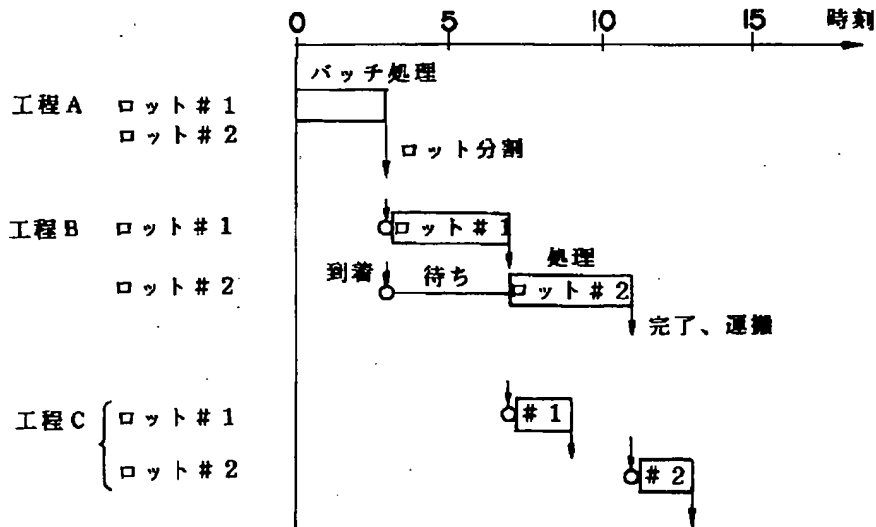 0 5 10 15 時刻
バッチ処理
工程A ロット#1
ロット#2
ロット分割
工程B ロット#1 ロット#1
処理
到着 待ち
ロット#2 ロット#2
完了、運搬
工程C ロット#1 #1
ロット#2 #2